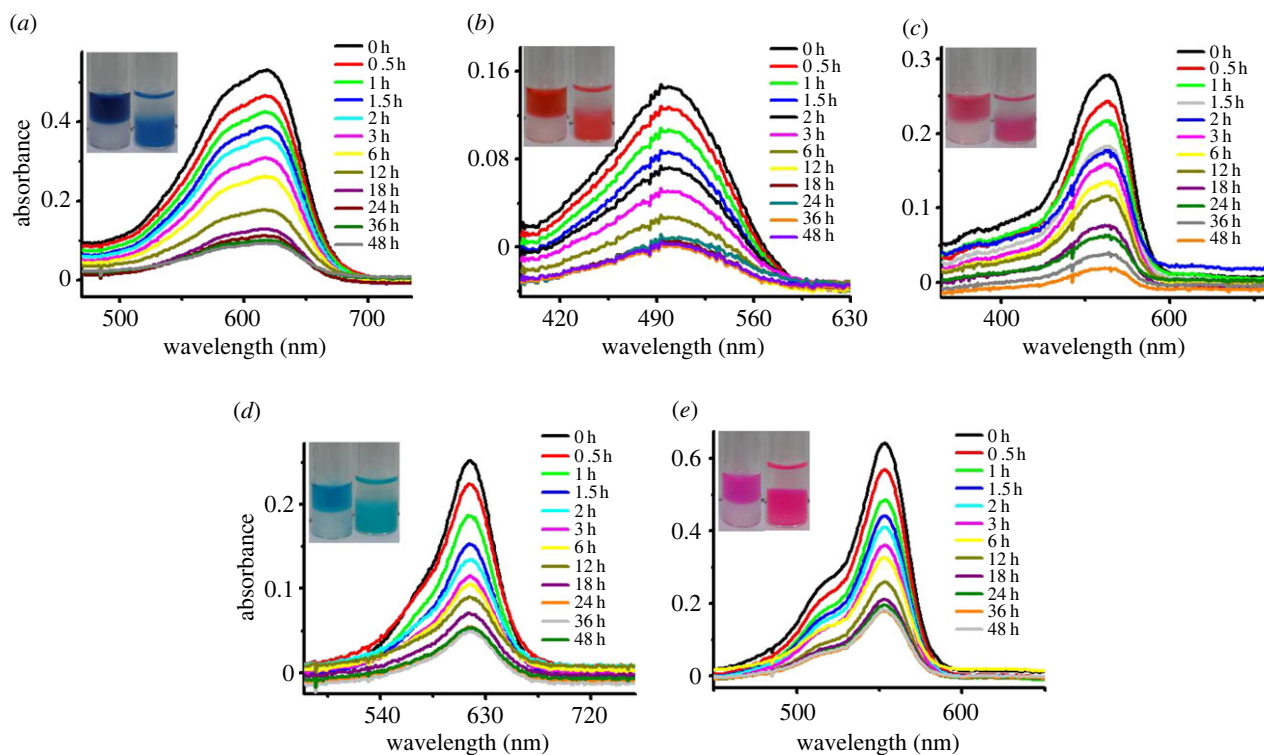 (a)
absorbance
0.4
0.2
0
500 600 700
wavelength (nm)
0 h
0.5h
1 h
1.5 h
2 h
3 h
6 h
12 h
18 h
24 h
36 h
48 h
(b)
0.16
0.08
0
420 490 560 630
wavelength (nm)
0 h
0.5h
1 h
1.5 h
2 h
3 h
6 h
12 h
18 h
24 h
36 h
48 h
(c)
0.3
0.2
0.1
0
400 600
wavelength (nm)
0 h
0.5 h
1 h
1.5 h
2 h
3 h
6 h
12 h
18 h
24 h
36 h
48 h
(d)
absorbance
0.2
0.1
0
540 630 720
wavelength (nm)
0 h
0.5h
1 h
1.5 h
2 h
3 h
6 h
12 h
18 h
24 h
36 h
48 h
(e)
0.6
0.4
0.2
0
500 600
wavelength (nm)
0 h
0.5 h
1 h
1.5 h
2 h
3 h
6 h
12 h
18 h
24 h
36 h
48 h